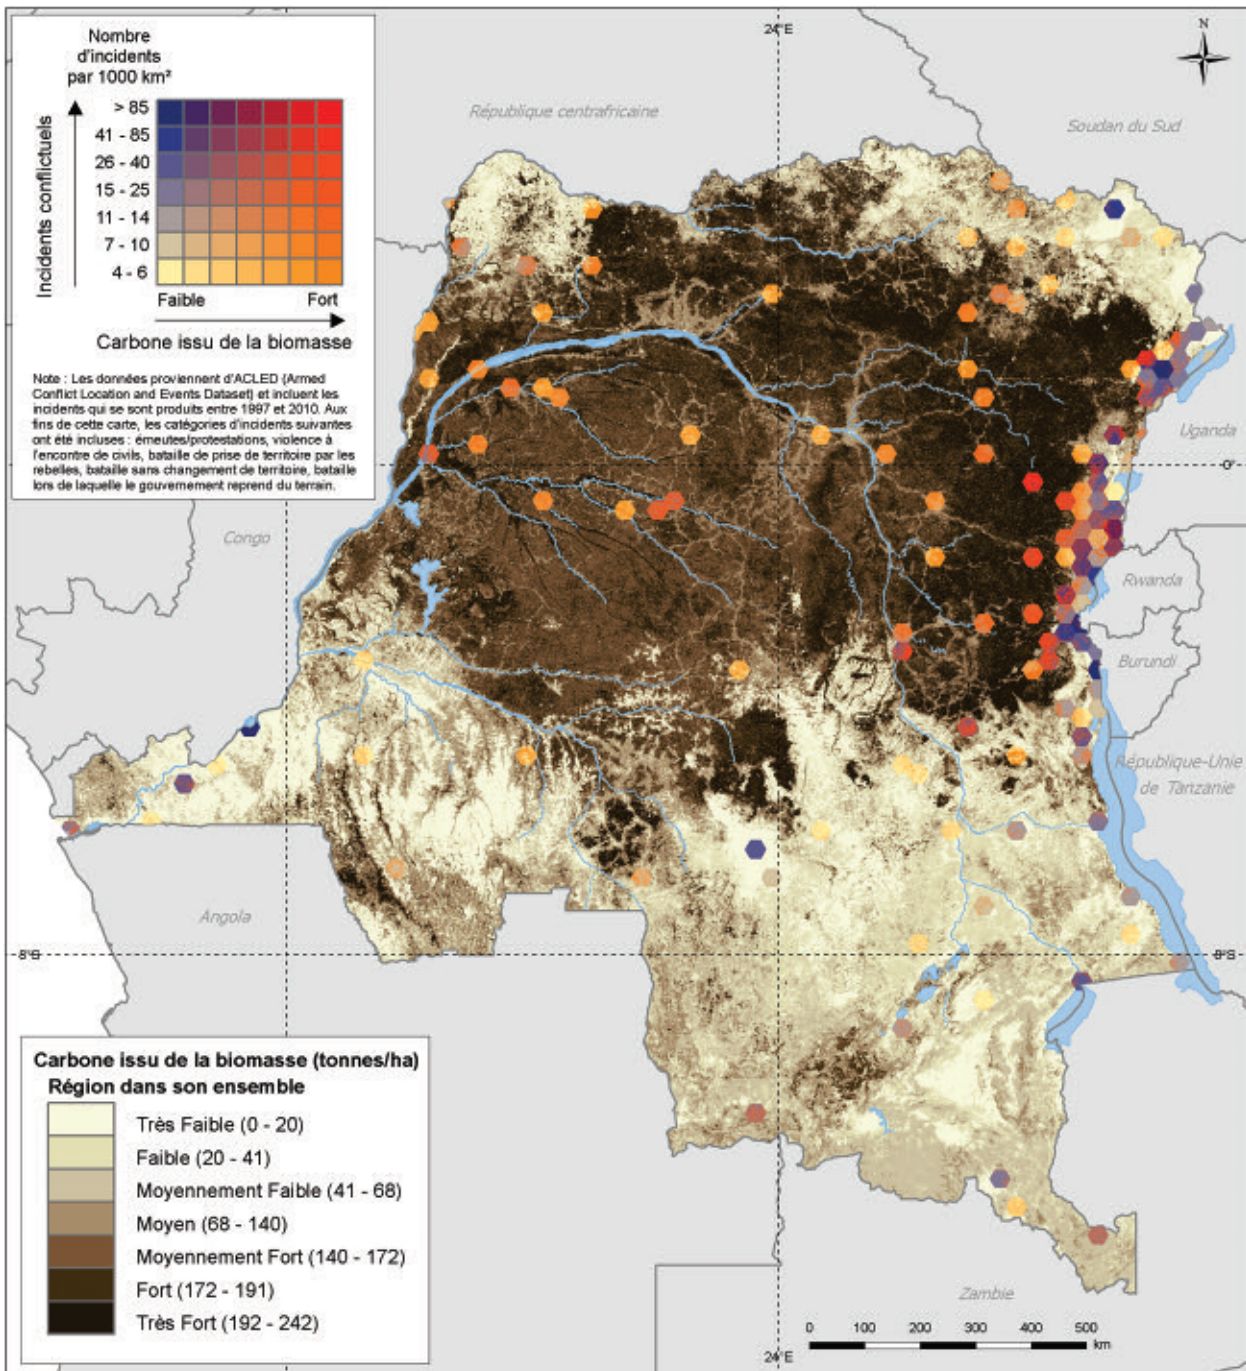 Nombre
d'incidents
par 1000 km²
> 85
41 - 85
26 - 40
15 - 25
11 - 14
7 - 10
4 - 6
Incidents conflictuels
Faible
Fort
Carbone issu de la biomasse
Note : Les données proviennent d'ACLED (Armed
Conflict Location and Events Dataset) et incluent les
incidents qui se sont produits entre 1997 et 2010. Aux
fins de cette carte, les catégories d'incidents suivantes
ont été incluses : émeutes/protestations, violence à
l'encontre de civils, bataille de prise de territoire par les
rebelles, bataille sans changement de territoire, bataille
lors de laquelle le gouvernement reprend du terrain.
24°E
N
République centrafricaine
Soudan du Sud
Uganda
0°
Congo
Rwanda
Burundi
République-Unie
de Tanzanie
Angola
8°S
8°S
Carbone issu de la biomasse (tonnes/ha)
Région dans son ensemble
Très Faible (0 - 20)
Faible (20 - 41)
Moyennement Faible (41 - 68)
Moyen (68 - 140)
Moyennement Fort (140 - 172)
Fort (172 - 191)
Très Fort (192 - 242)
Zambie
0 100 200 300 400 500
km
24°E